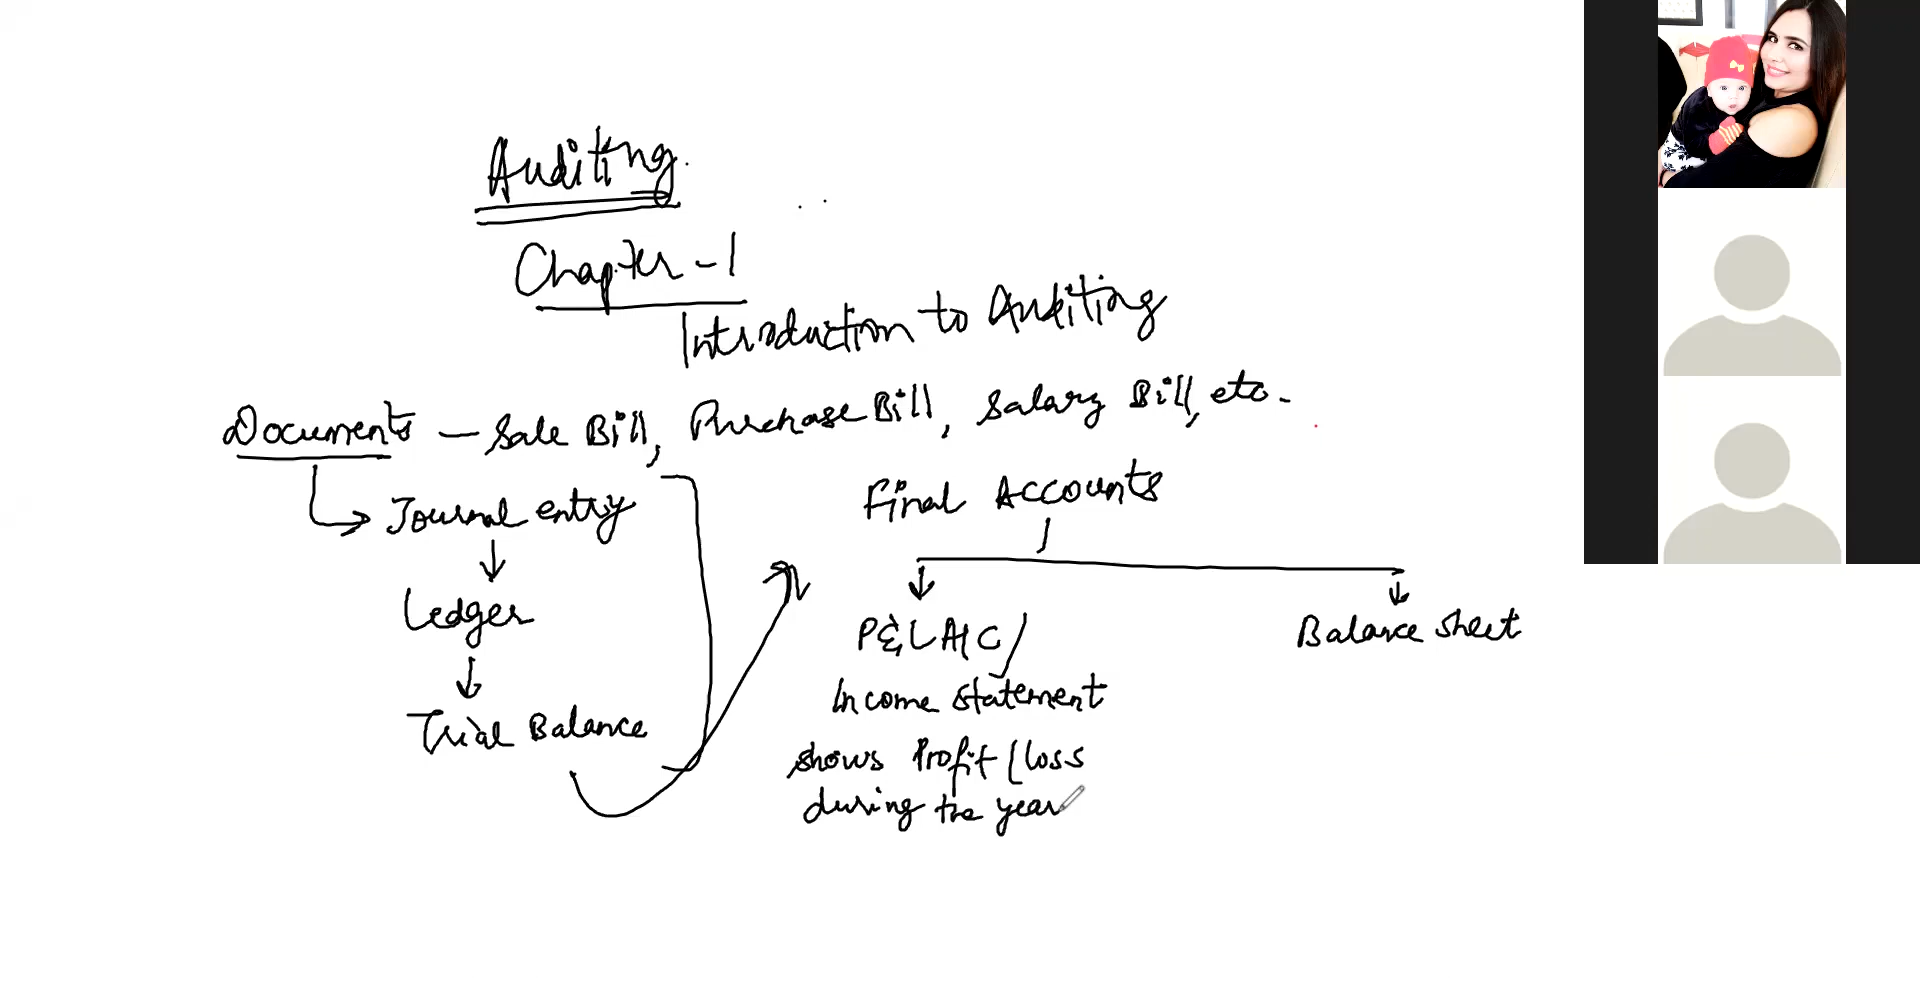 Auditing.
Chapter - 1
Introduction to Auditing
Documents - Sale Bill, Purchase Bill, Salary Bill, etc.
Journal entry
Ledger
Trial Balance
Final Accounts
P&L A/C /
Income statement
shows Profit / loss
during the year
Balance sheet